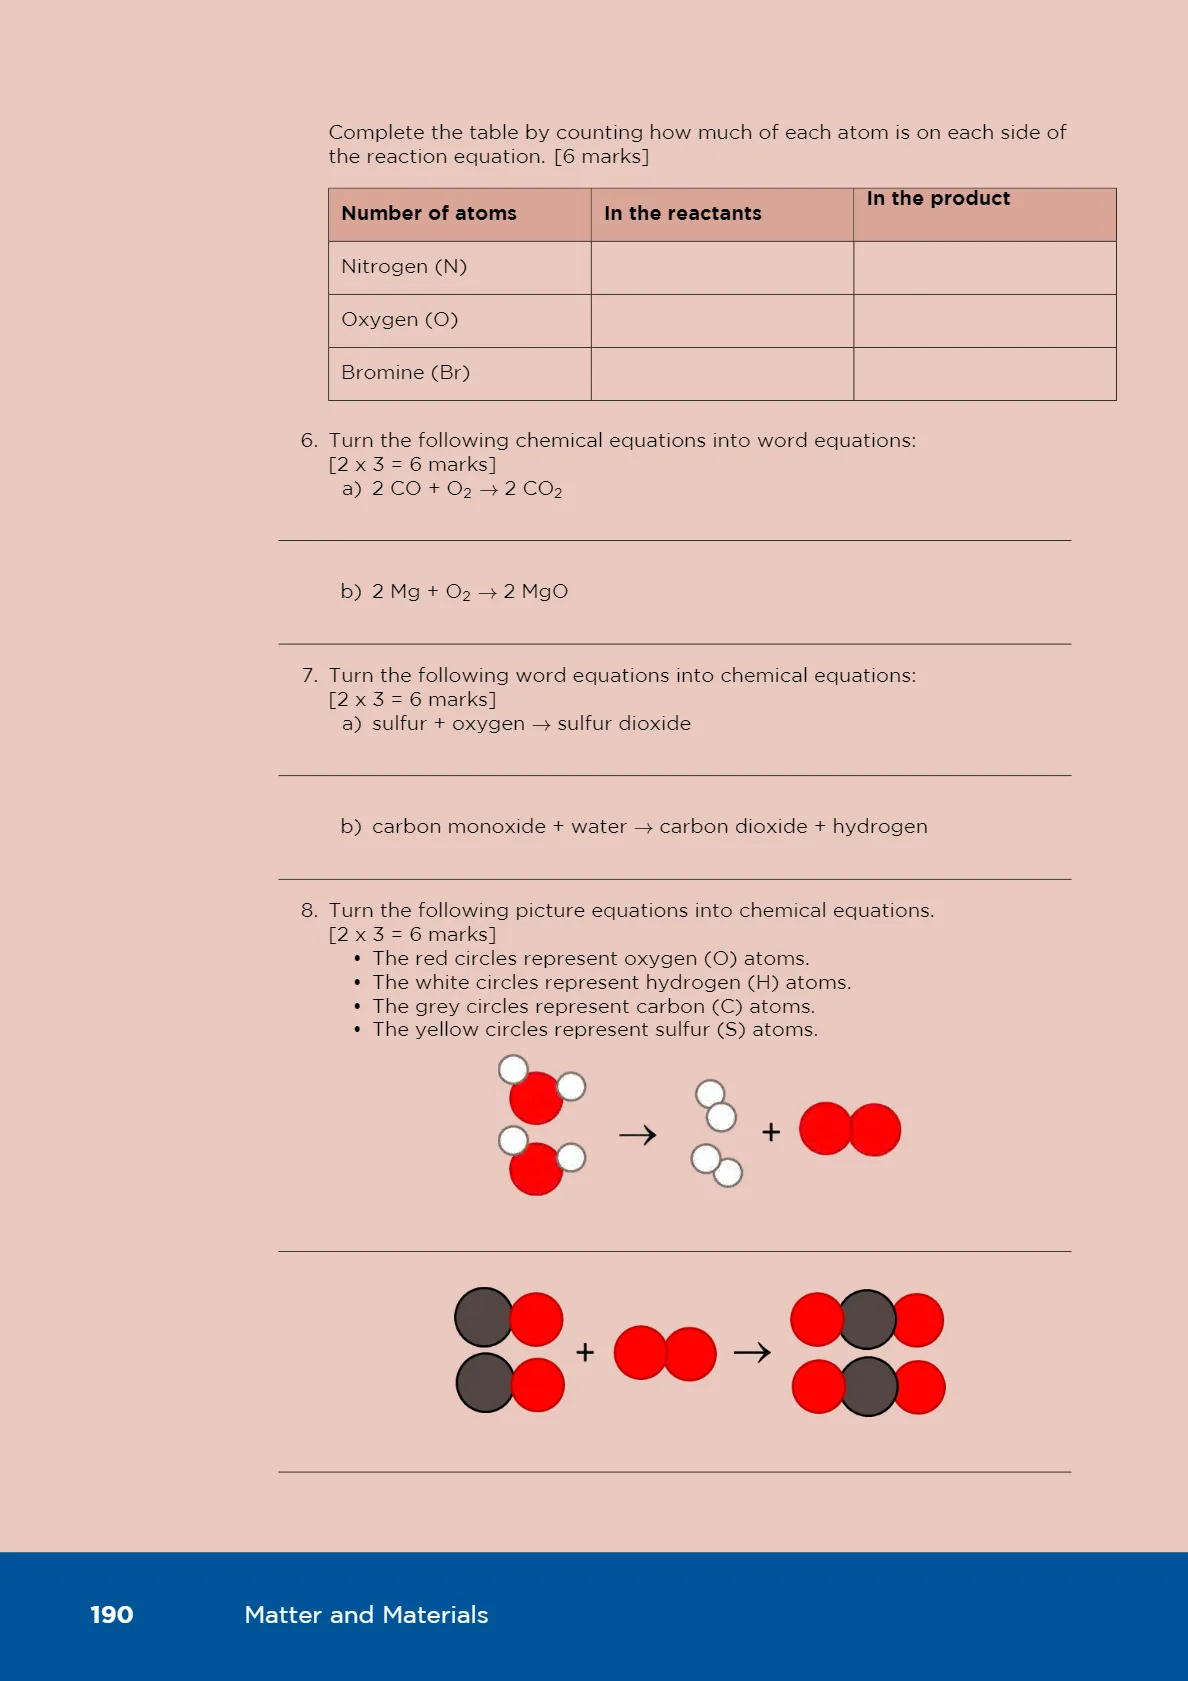 Complete the table by counting how much of each atom is on each side of
the reaction equation. [6 marks]
Number of atoms In the reactants In the product
Nitrogen (N)
Oxygen (O)
Bromine (Br)
6. Turn the following chemical equations into word equations:
[2 x 3 = 6 marks]
a) 2 CO + O₂ → 2 CO₂
b) 2 Mg + O₂ → 2 MgO
7. Turn the following word equations into chemical equations:
[2 x 3 = 6 marks]
a) sulfur + oxygen → sulfur dioxide
b) carbon monoxide + water → carbon dioxide + hydrogen
8. Turn the following picture equations into chemical equations.
[2 x 3 = 6 marks]
• The red circles represent oxygen (O) atoms.
• The white circles represent hydrogen (H) atoms.
• The grey circles represent carbon (C) atoms.
• The yellow circles represent sulfur (S) atoms.
→ +
+ →
190 Matter and Materials